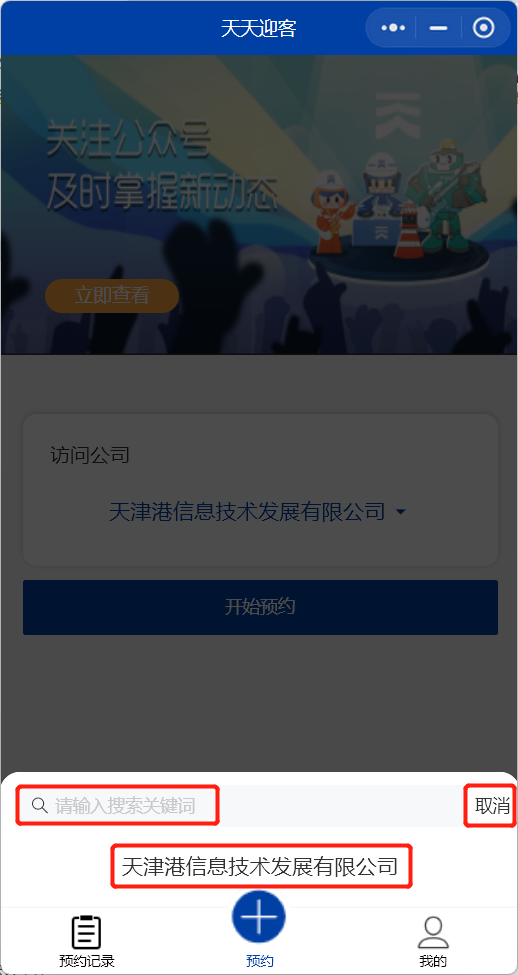 天天迎客
关注公众号
及时掌握新动态
立即查看
访问公司
天津港信息技术发展有限公司
开始预约
请输入搜索关键词
取消
天津港信息技术发展有限公司
预约记录
预约
我的